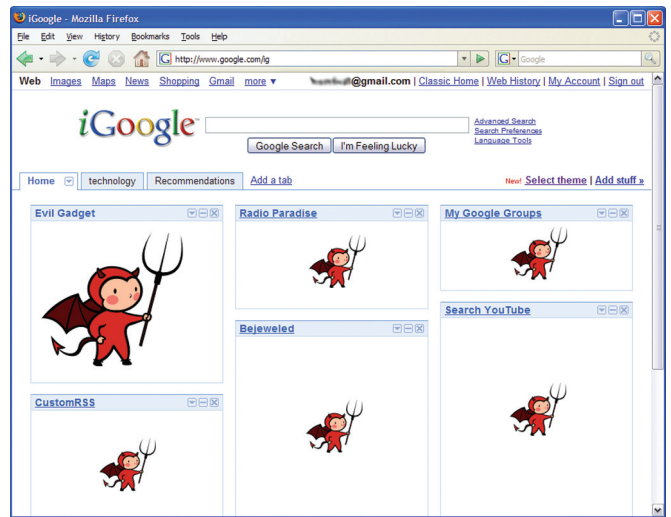 iGoogle - Mozilla Firefox
File Edit View History Bookmarks Tools Help
http://www.google.com/ig
Google
Web Images Maps News Shopping Gmail more ▼ @gmail.com | Classic Home | Web History | My Account | Sign out
iGoogle™
Advanced Search
Search Preferences
Language Tools
Google Search I'm Feeling Lucky
Home technology Recommendations Add a tab New! Select theme | Add stuff »
Evil Gadget Radio Paradise My Google Groups
Search YouTube
Bejeweled
CustomRSS